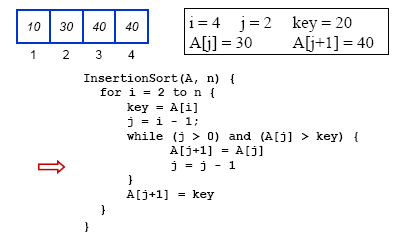 10 30 40 40
1 2 3 4
i = 4 j = 2 key = 20
A[j] = 30 A[j+1] = 40
InsertionSort(A, n) {
for i = 2 to n {
key = A[i]
j = i - 1;
while (j > 0) and (A[j] > key) {
A[j+1] = A[j]
j = j - 1
}
A[j+1] = key
}
}